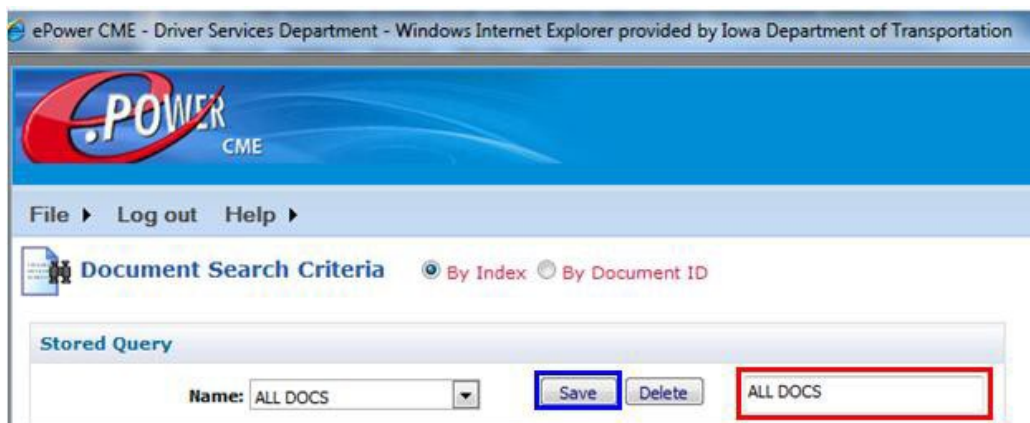 ePower CME - Driver Services Department - Windows Internet Explorer provided by Iowa Department of Transportation
e.POWER
CME
File Log out Help
Document Search Criteria By Index By Document ID
Stored Query
Name: ALL DOCS Save Delete ALL DOCS